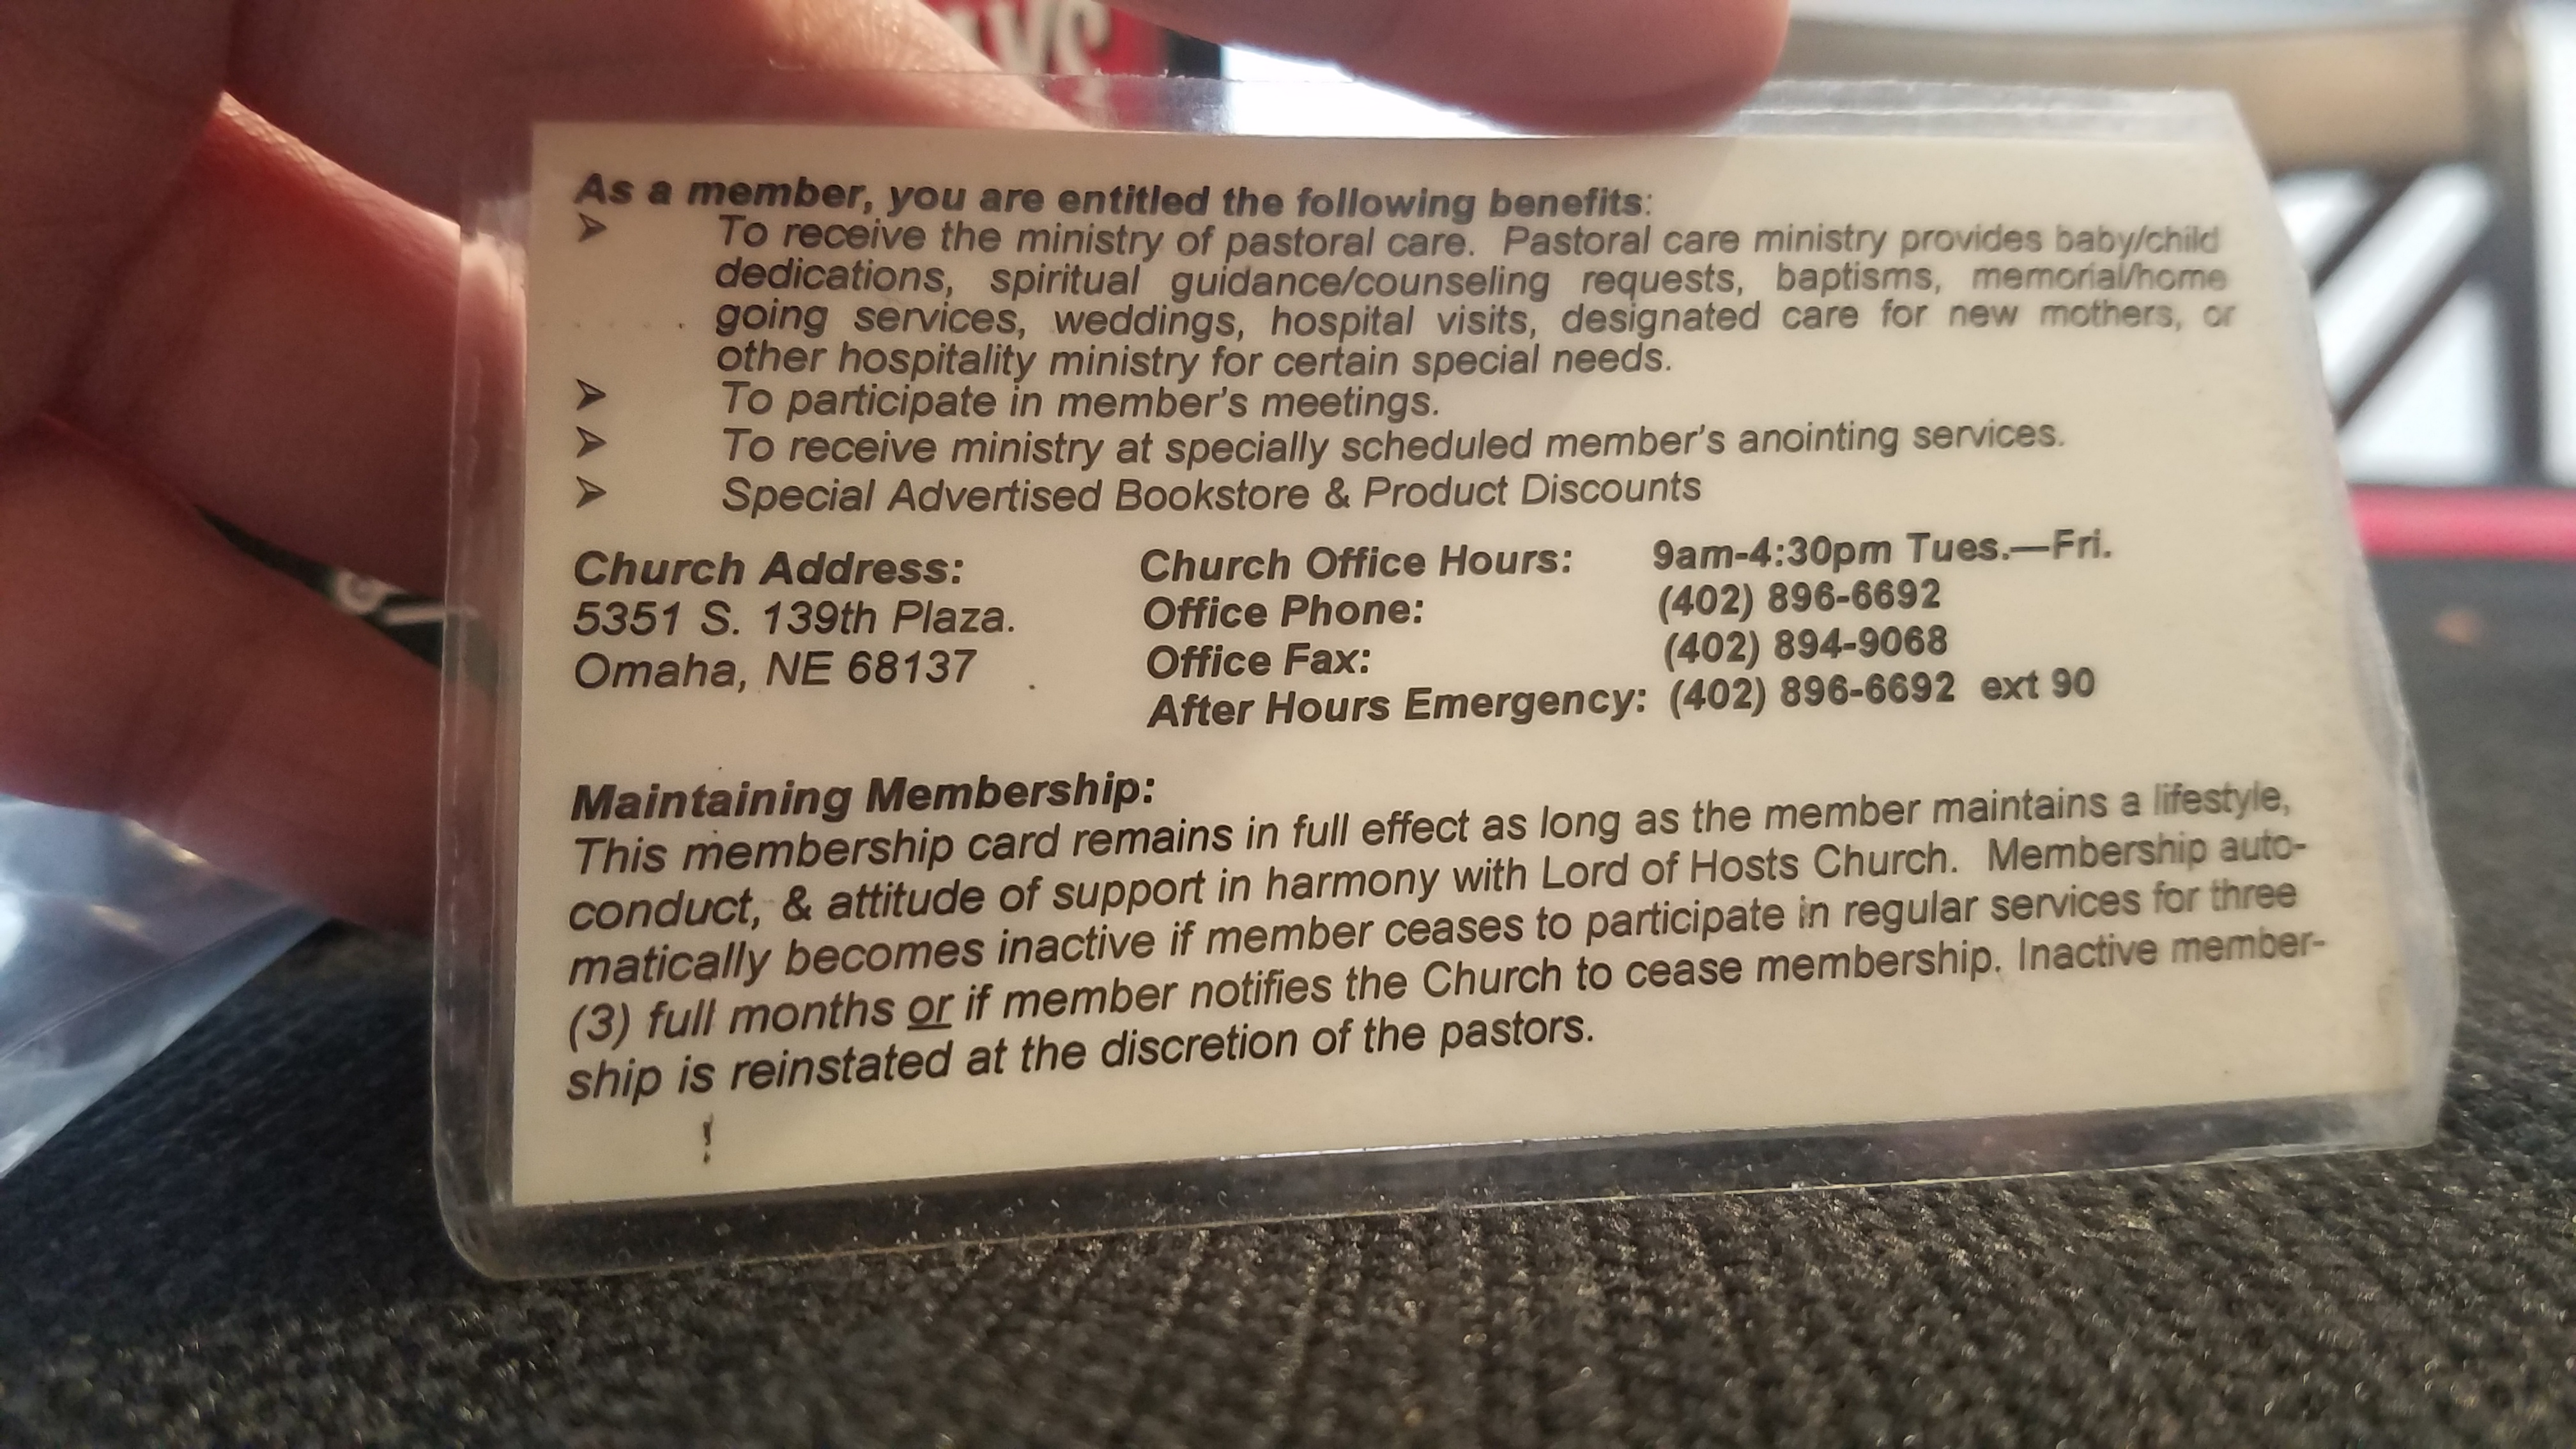 As a member, you are entitled the following benefits:
➢ To receive the ministry of pastoral care. Pastoral care ministry provides baby/child
dedications, spiritual guidance/counseling requests, baptisms, memorial/home
going services, weddings, hospital visits, designated care for new mothers, or
other hospitality ministry for certain special needs.
➢ To participate in member's meetings.
➢ To receive ministry at specially scheduled member's anointing services.
➢ Special Advertised Bookstore & Product Discounts
Church Address:
5351 S. 139th Plaza.
Omaha, NE 68137
Church Office Hours: 9am-4:30pm Tues.—Fri.
Office Phone: (402) 896-6692
Office Fax: (402) 894-9068
After Hours Emergency: (402) 896-6692 ext 90
Maintaining Membership:
This membership card remains in full effect as long as the member maintains a lifestyle,
conduct, & attitude of support in harmony with Lord of Hosts Church. Membership auto-
matically becomes inactive if member ceases to participate in regular services for three
(3) full months or if member notifies the Church to cease membership. Inactive member-
ship is reinstated at the discretion of the pastors.